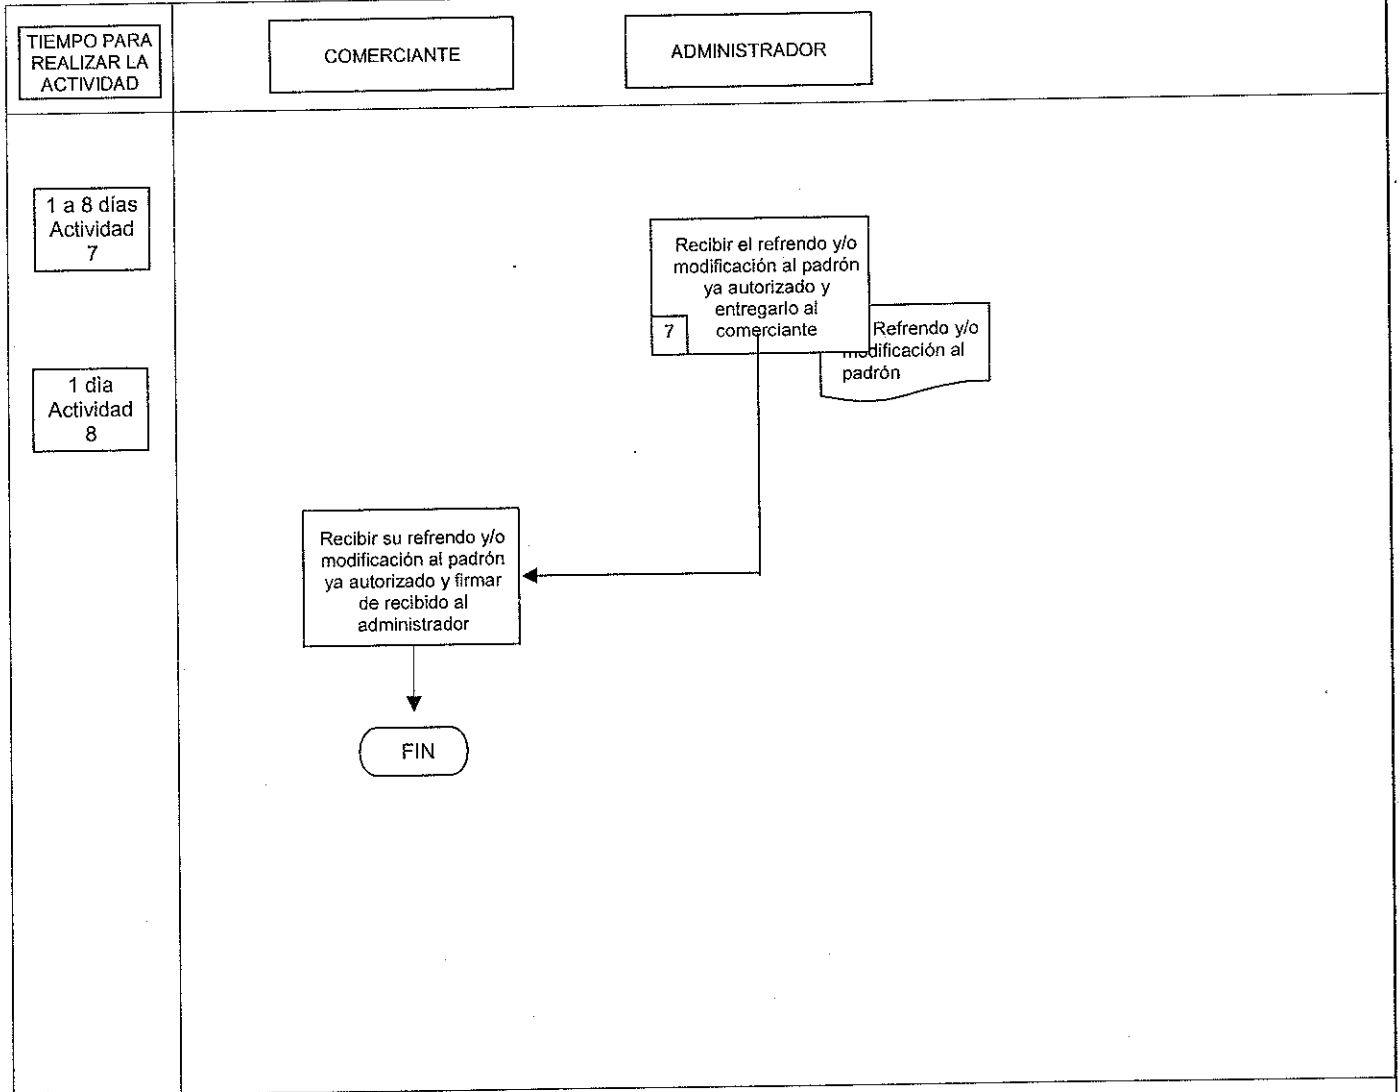 TIEMPO PARA
REALIZAR LA
ACTIVIDAD
COMERCIANTE
ADMINISTRADOR
1 a 8 días
Actividad
7
Recibir el refrendo y/o
modificación al padrón
ya autorizado y
entregarlo al
comerciante
7
Refrendo y/o
modificación al
padrón
1 dìa
Actividad
8
Recibir su refrendo y/o
modificación al padrón
ya autorizado y firmar
de recibido al
administrador
FIN